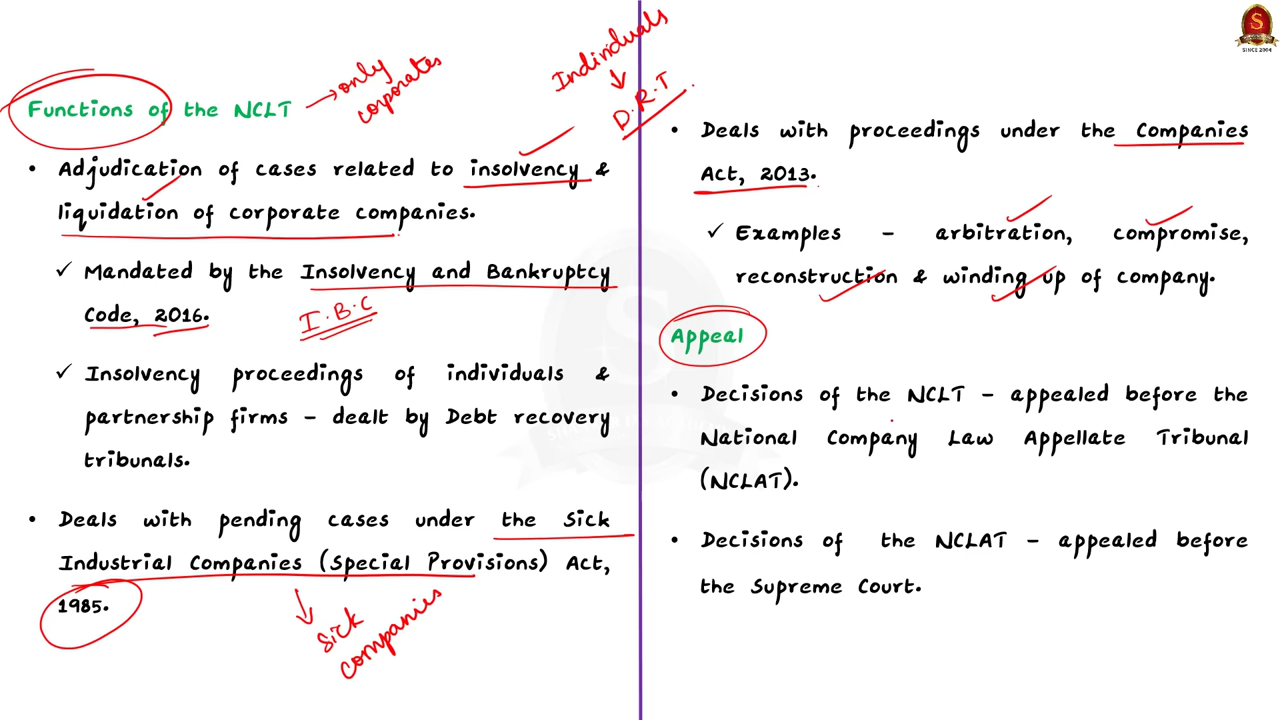 Functions of the NCLT
→ only
corporates
Individuals
↓
D.R.T
• Adjudication of cases related to insolvency &
liquidation of corporate companies.
✓ Mandated by the Insolvency and Bankruptcy
Code, 2016.
I.B.C
✓ Insolvency proceedings of individuals &
partnership firms – dealt by Debt recovery
tribunals.
• Deals with pending cases under the Sick
Industrial Companies (Special Provisions) Act,
1985.
Sick
companies
• Deals with proceedings under the Companies
Act, 2013.
✓ Examples – arbitration, compromise,
reconstruction & winding up of company.
Appeal
• Decisions of the NCLT – appealed before the
National Company Law Appellate Tribunal
(NCLAT).
• Decisions of the NCLAT – appealed before
the Supreme Court.
S
SINCE 2004